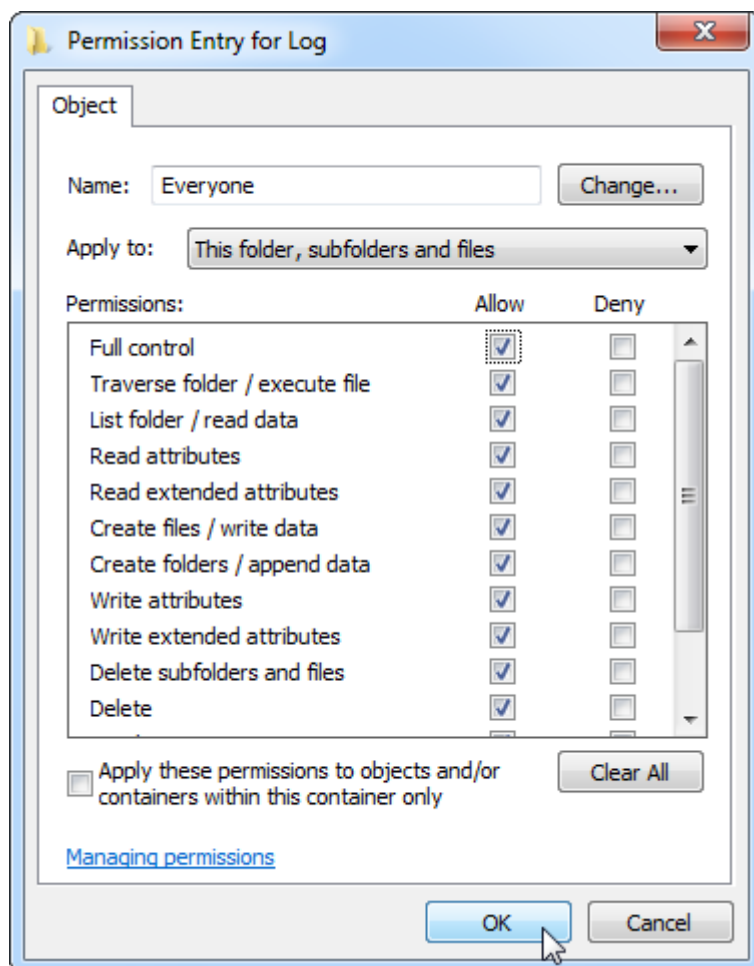 Permission Entry for Log
Object
Name: Everyone Change...
Apply to: This folder, subfolders and files
Permissions: Allow Deny
Full control
Traverse folder / execute file
List folder / read data
Read attributes
Read extended attributes
Create files / write data
Create folders / append data
Write attributes
Write extended attributes
Delete subfolders and files
Delete
Apply these permissions to objects and/or Clear All
containers within this container only
Managing permissions
OK Cancel